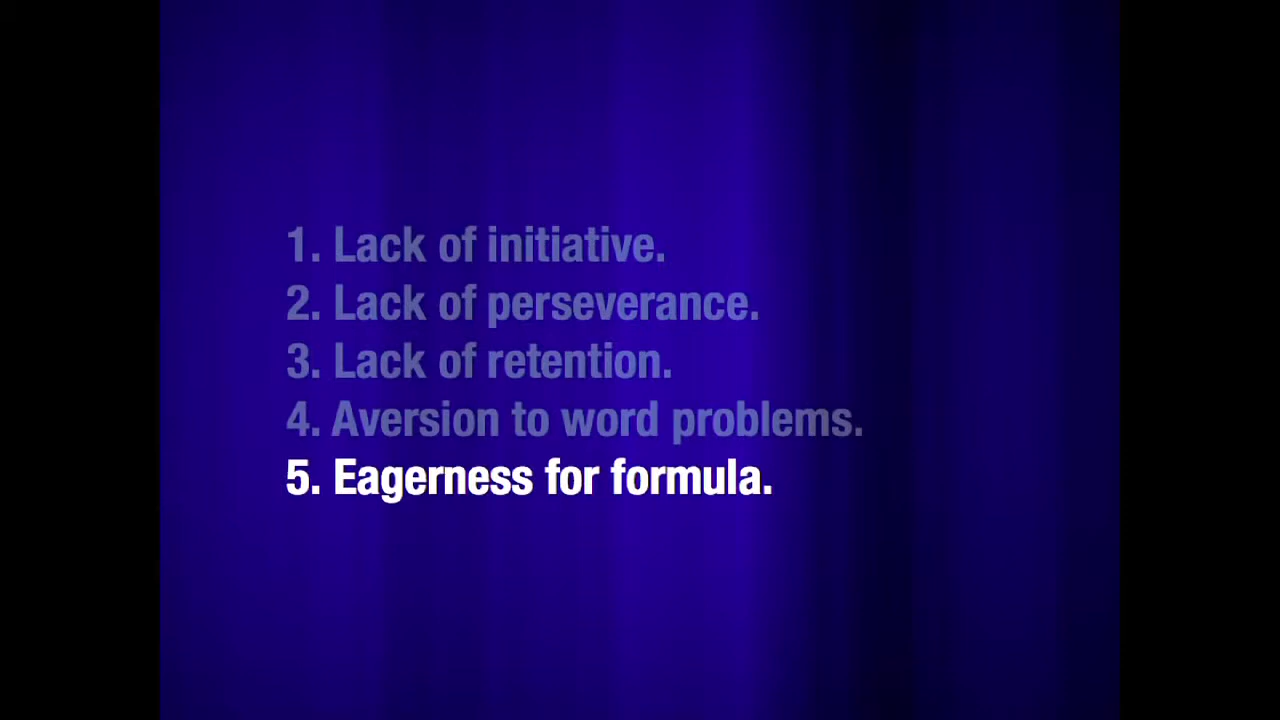 1. Lack of initiative.
2. Lack of perseverance.
3. Lack of retention.
4. Aversion to word problems.
5. Eagerness for formula.